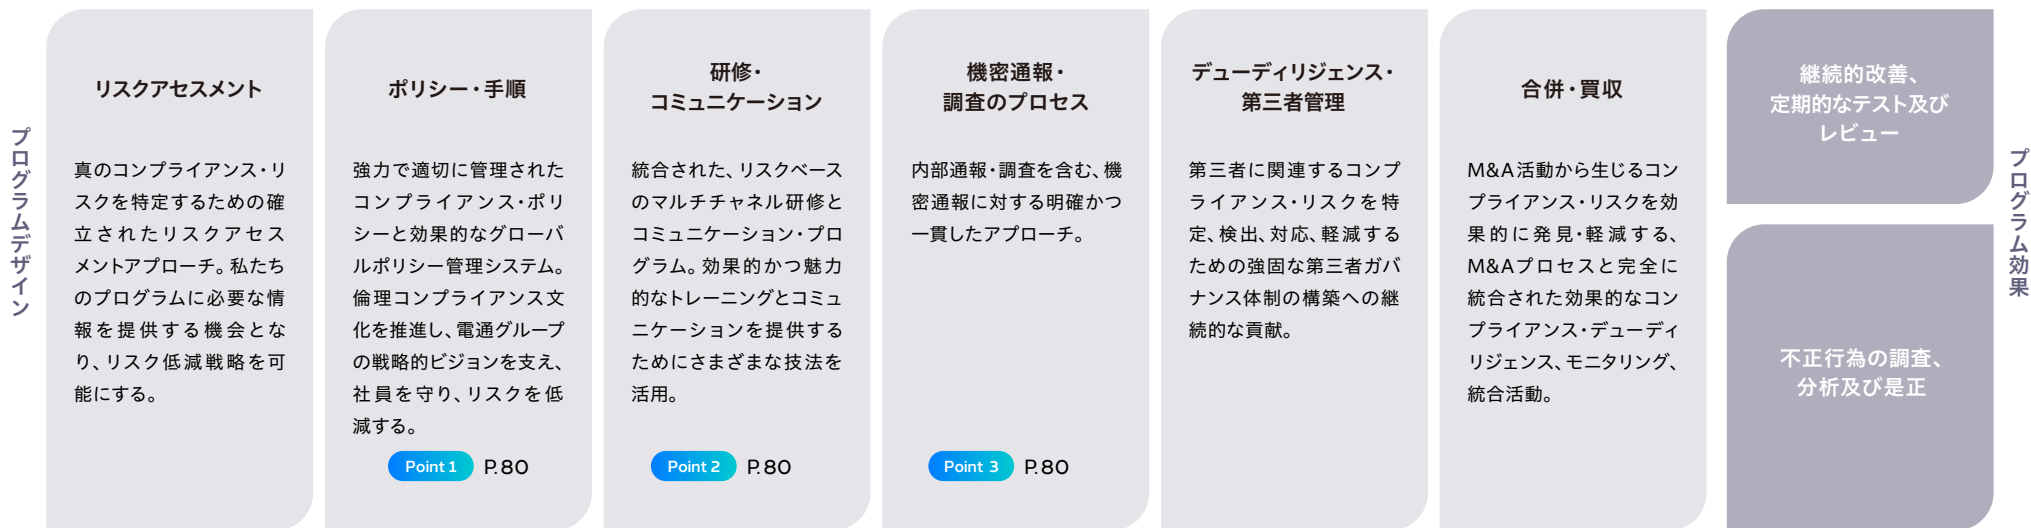 プログラムデザイン
リスクアセスメント
真のコンプライアンス・リ
スクを特定するための確
立されたリスクアセス
メントアプローチ。私たち
のプログラムに必要な情
報を提供する機会とな
り、リスク低減戦略を可
能にする。
ポリシー・手順
強力で適切に管理された
コンプライアンス・ポリ
シーと効果的なグローバ
ルポリシー管理システム。
倫理コンプライアンス文
化を推進し、電通グループ
の戦略的ビジョンを支え、
社員を守り、リスクを低
減する。
Point 1 P.80
研修・
コミュニケーション
統合された、リスクベース
のマルチチャネル研修と
コミュニケーション・プロ
グラム。効果的かつ魅力
的なトレーニングとコミュ
ニケーションを提供する
ためにさまざまな技法を
活用。
Point 2 P.80
機密通報・
調査のプロセス
内部通報・調査を含む、機
密通報に対する明確かつ
一貫したアプローチ。
Point 3 P.80
デューディリジェンス・
第三者管理
第三者に関連するコンプ
ライアンス・リスクを特
定、検出、対応、軽減する
ための強固な第三者ガバ
ナンス体制の構築への継
続的な貢献。
合併・買収
M&A活動から生じるコン
プライアンス・リスクを効
果的に発見・軽減する、
M&Aプロセスと完全に
統合された効果的なコン
プライアンス・デューディ
リジェンス、モニタリング、
統合活動。
継続的改善、
定期的なテスト及び
レビュー
不正行為の調査、
分析及び是正
プログラム効果